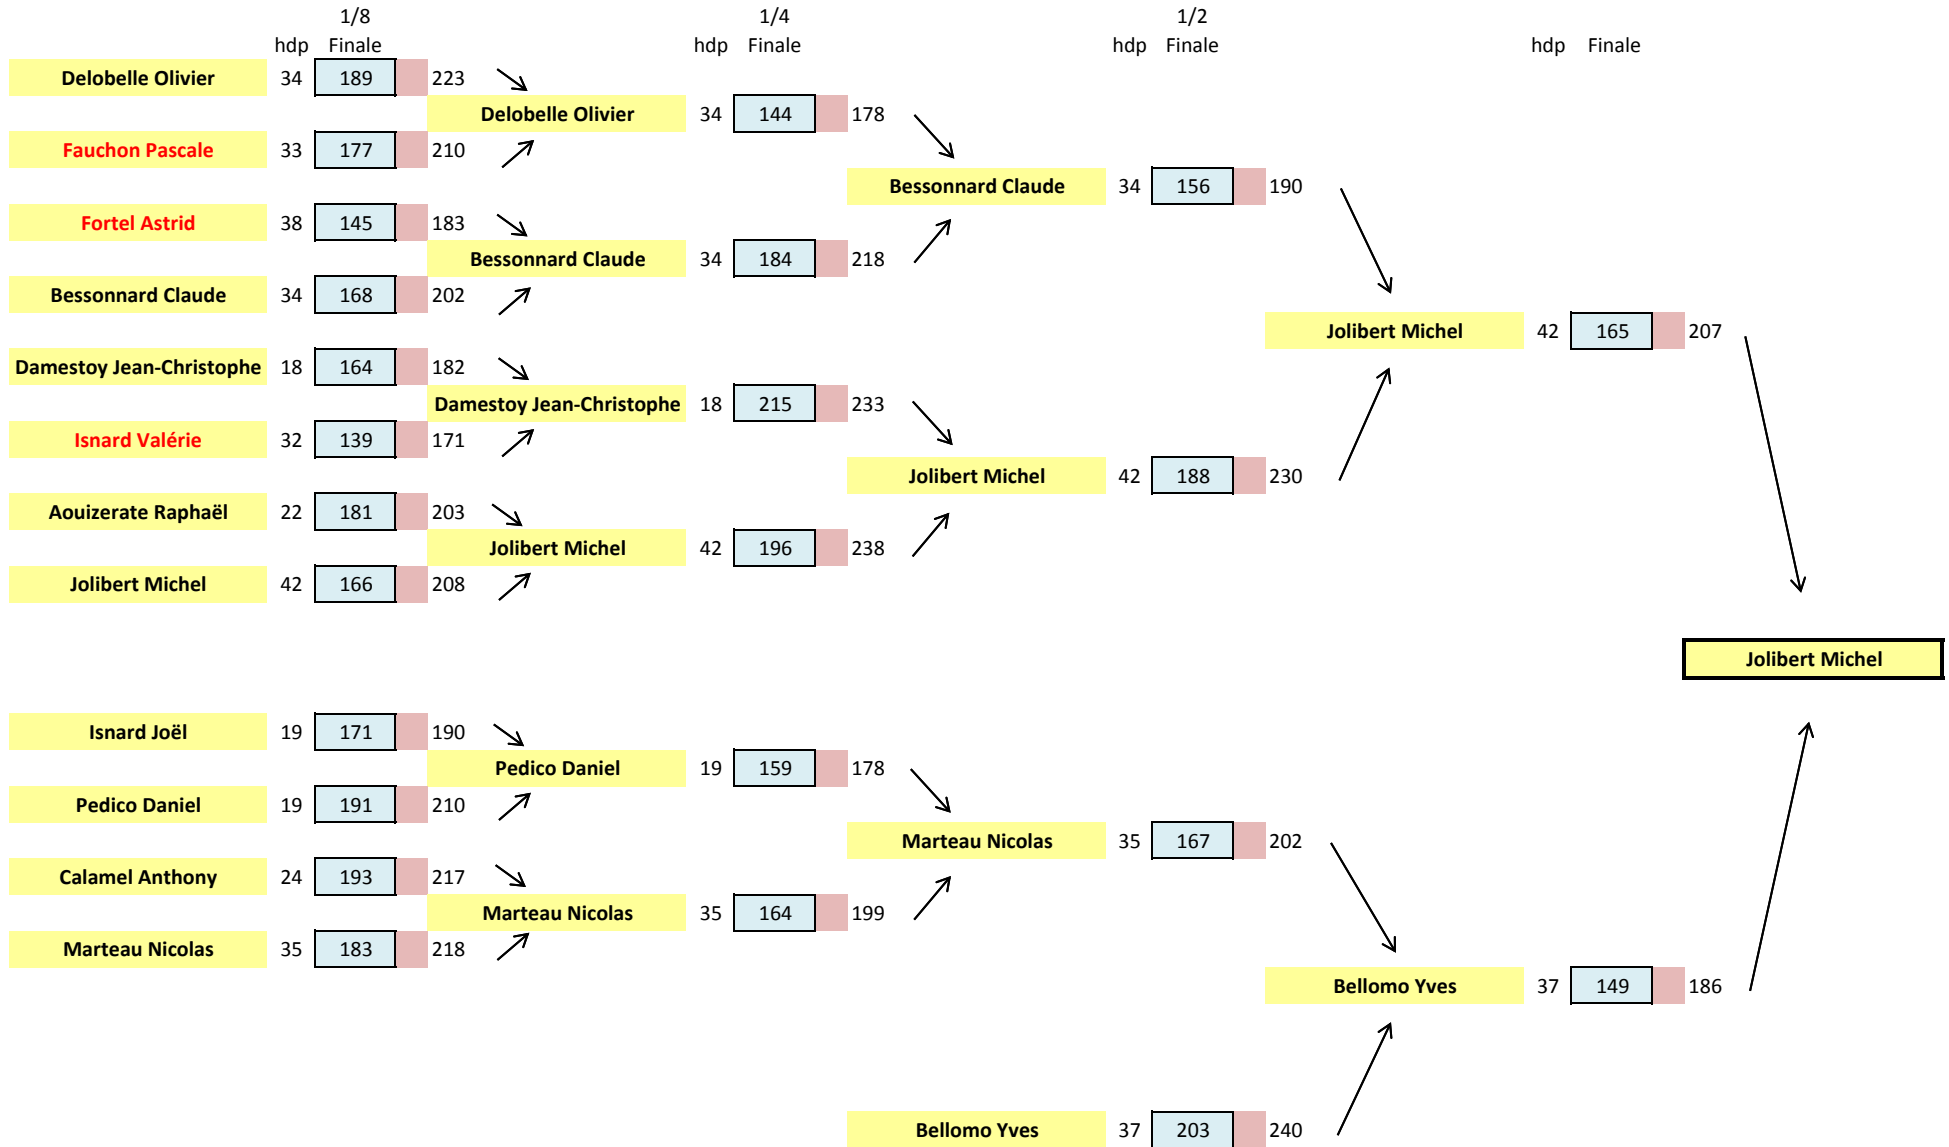 1/8 1/4 1/2
hdp Finale hdp Finale hdp Finale hdp Finale
Delobelle Olivier 34 189 223
Delobelle Olivier 34 144 178
Fauchon Pascale 33 177 210
Bessonnard Claude 34 156 190
Fortel Astrid 38 145 183
Bessonnard Claude 34 184 218
Bessonnard Claude 34 168 202
Jolibert Michel 42 165 207
Damestoy Jean-Christophe 18 164 182
Damestoy Jean-Christophe 18 215 233
Isnard Valérie 32 139 171
Jolibert Michel 42 188 230
Aouizerate Raphaël 22 181 203
Jolibert Michel 42 196 238
Jolibert Michel 42 166 208
Jolibert Michel
Isnard Joël 19 171 190
Pedico Daniel 19 159 178
Pedico Daniel 19 191 210
Marteau Nicolas 35 167 202
Calamel Anthony 24 193 217
Marteau Nicolas 35 164 199
Marteau Nicolas 35 183 218
Bellomo Yves 37 149 186
Bellomo Yves 37 203 240